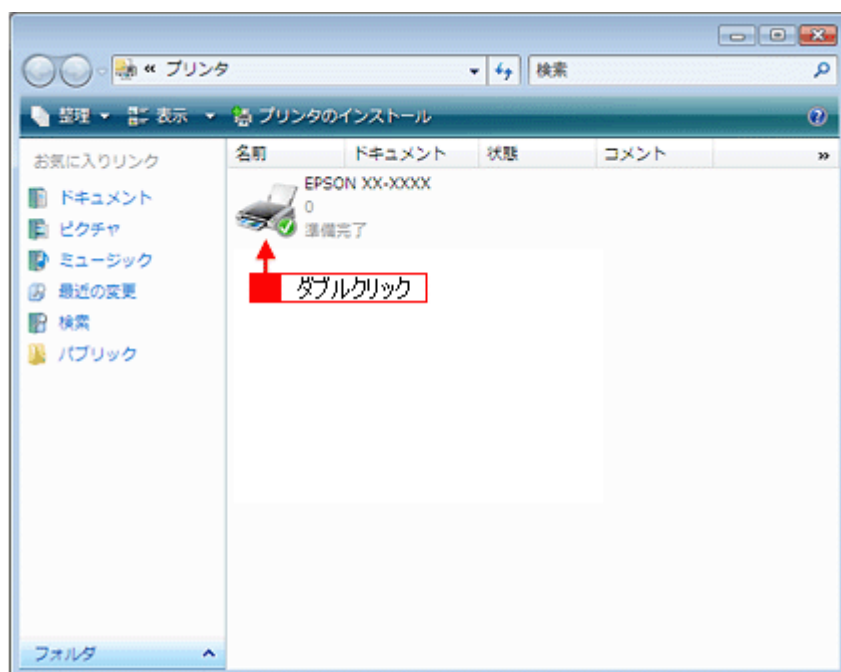 « プリンタ
検索
整理 表示 プリンタのインストール
お気に入りリンク
ドキュメント
ピクチャ
ミュージック
最近の変更
検索
パブリック
フォルダ
名前 ドキュメント 状態 コメント »
EPSON XX-XXXX
0
準備完了
ダブルクリック